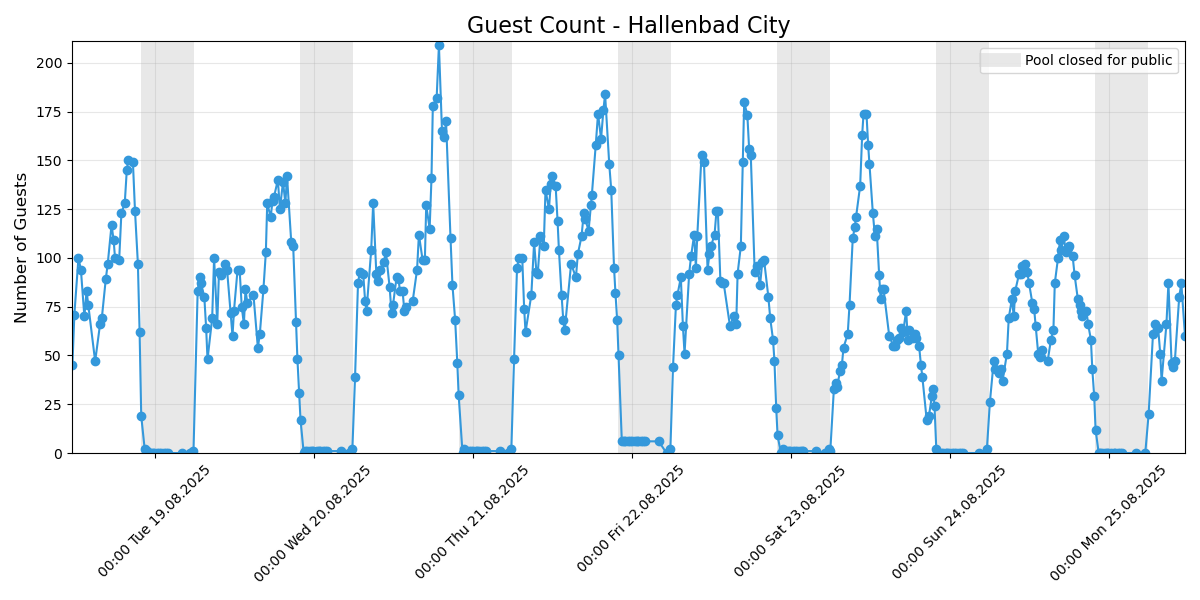 Guest Count - Hallenbad City
Pool closed for public
Number of Guests
200
175
150
125
100
75
50
25
0
00:00 Tue 19.08.2025
00:00 Wed 20.08.2025
00:00 Thu 21.08.2025
00:00 Fri 22.08.2025
00:00 Sat 23.08.2025
00:00 Sun 24.08.2025
00:00 Mon 25.08.2025